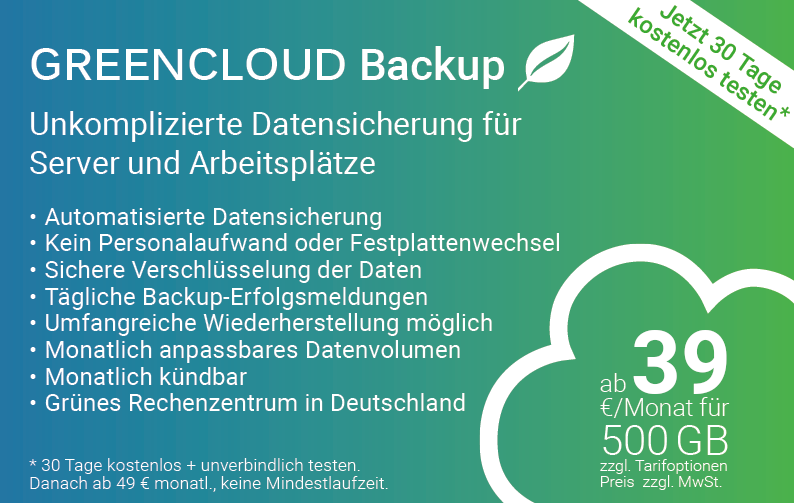 GREENCLOUD Backup
Jetzt 30 Tage
kostenlos testen*
Unkomplizierte Datensicherung für
Server und Arbeitsplätze
• Automatisierte Datensicherung
• Kein Personalaufwand oder Festplattenwechsel
• Sichere Verschlüsselung der Daten
• Tägliche Backup-Erfolgsmeldungen
• Umfangreiche Wiederherstellung möglich
• Monatlich anpassbares Datenvolumen
• Monatlich kündbar
• Grünes Rechenzentrum in Deutschland
ab 39
€/Monat für
500 GB
zzgl. Tarifoptionen
Preis zzgl. MwSt.
* 30 Tage kostenlos + unverbindlich testen.
Danach ab 49 € monatl., keine Mindestlaufzeit.